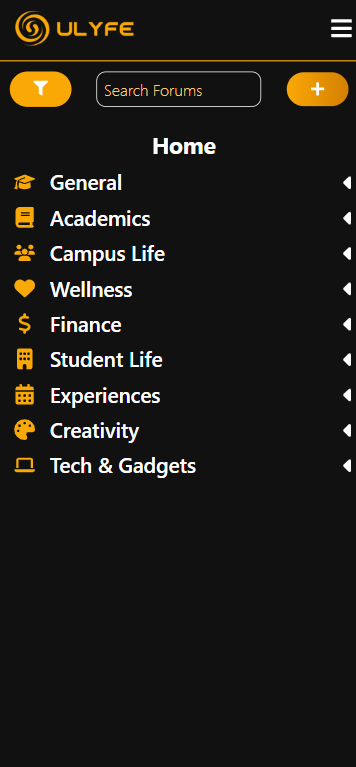 ULYFE
Search Forums
Home
General
Academics
Campus Life
Wellness
Finance
Student Life
Experiences
Creativity
Tech & Gadgets